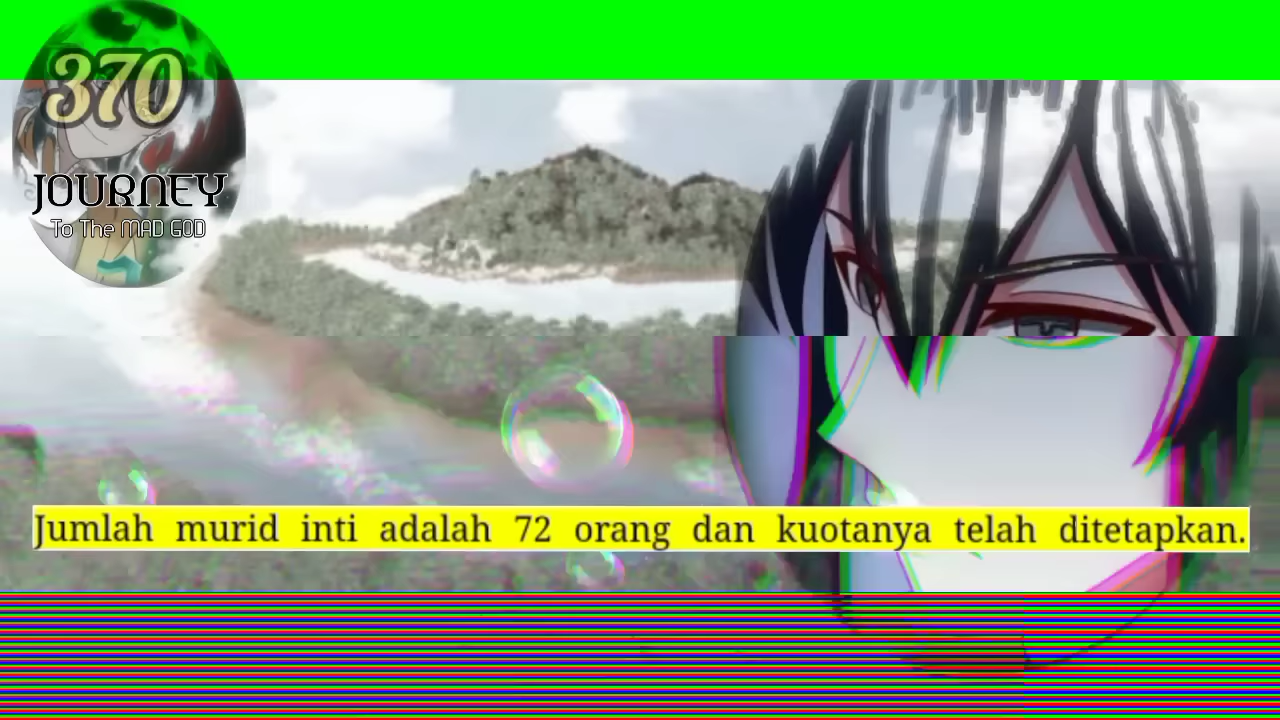 370
JOURNEY
To The MAD GOD
Jumlah murid inti adalah 72 orang dan kuotanya telah ditetapkan.